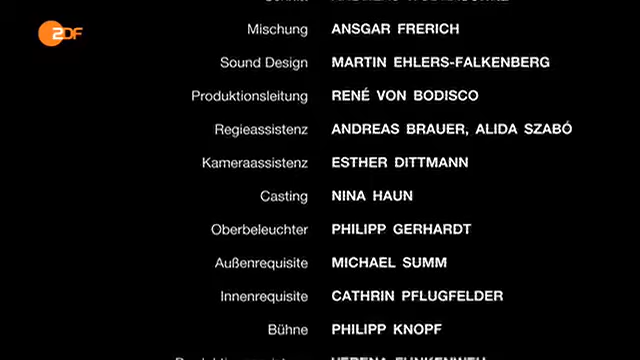 ZDF
Mischung ANSGAR FRERICH
Sound Design MARTIN EHLERS-FALKENBERG
Produktionsleitung RENÉ VON BODISCO
Regieassistenz ANDREAS BRAUER, ALIDA SZABÓ
Kameraassistenz ESTHER DITTMANN
Casting NINA HAUN
Oberbeleuchter PHILIPP GERHARDT
Außenrequisite MICHAEL SUMM
Innenrequisite CATHRIN PFLUGFELDER
Bühne PHILIPP KNOPF